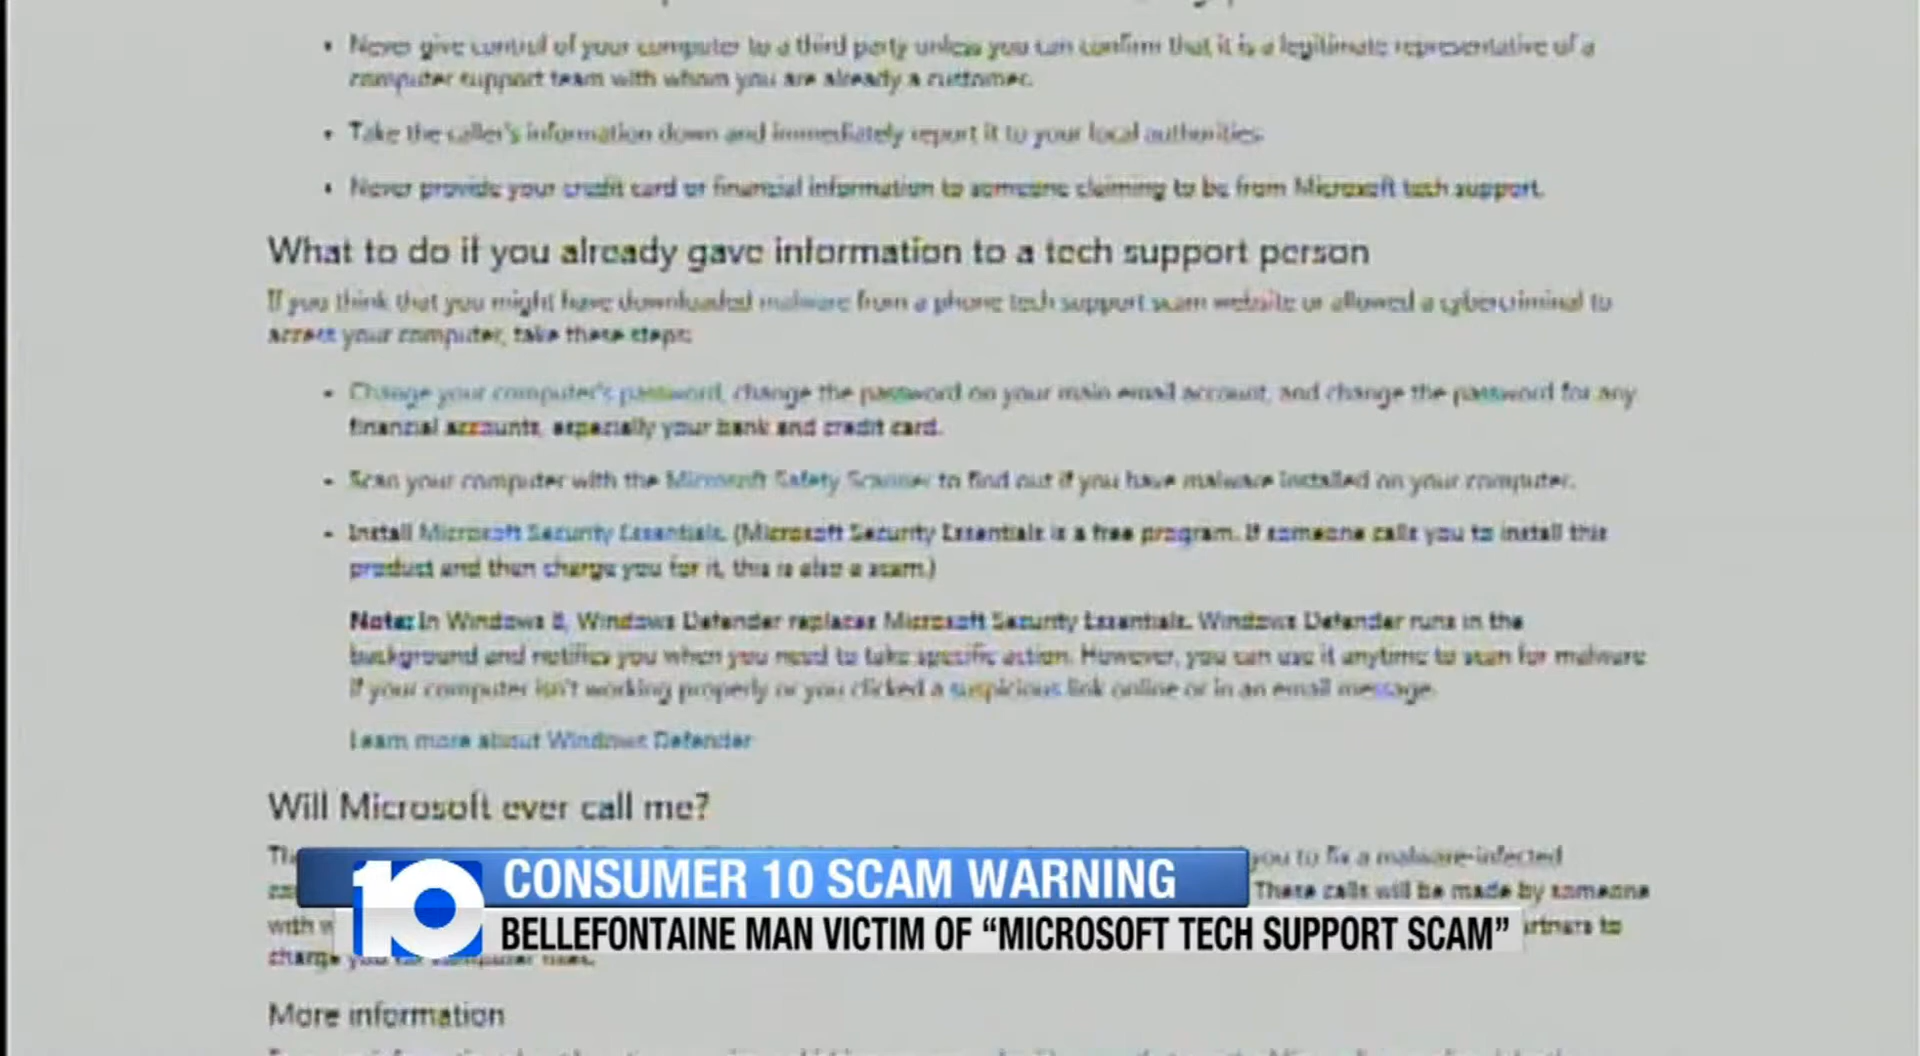 • Never give control of your computer to a third party unless you can confirm that it is a legitimate representative of a
computer support team with whom you are already a customer.
• Take the caller's information down and immediately report it to your local authorities.
• Never provide your credit card or financial information to someone claiming to be from Microsoft tech support.
What to do if you already gave information to a tech support person
If you think that you might have downloaded malware from a phone tech support scam website or allowed a cybercriminal to
access your computer, take these steps:
• Change your computer's password, change the password on your main email account, and change the password for any
financial accounts, especially your bank and credit card.
• Scan your computer with the Microsoft Safety Scanner to find out if you have malware installed on your computer.
• Install Microsoft Security Essentials. (Microsoft Security Essentials is a free program. If someone calls you to install this
product and then charge you for it, this is also a scam.)
Note: In Windows 8, Windows Defender replaces Microsoft Security Essentials. Windows Defender runs in the
background and notifies you when you need to take specific action. However, you can use it anytime to scan for malware
if your computer isn't working properly or you clicked a suspicious link online or in an email message.
Learn more about Windows Defender
Will Microsoft ever call me?
you to fix a malware-infected
These calls will be made by someone
with
to
charge you
10
CONSUMER 10 SCAM WARNING
BELLEFONTAINE MAN VICTIM OF “MICROSOFT TECH SUPPORT SCAM”
More information